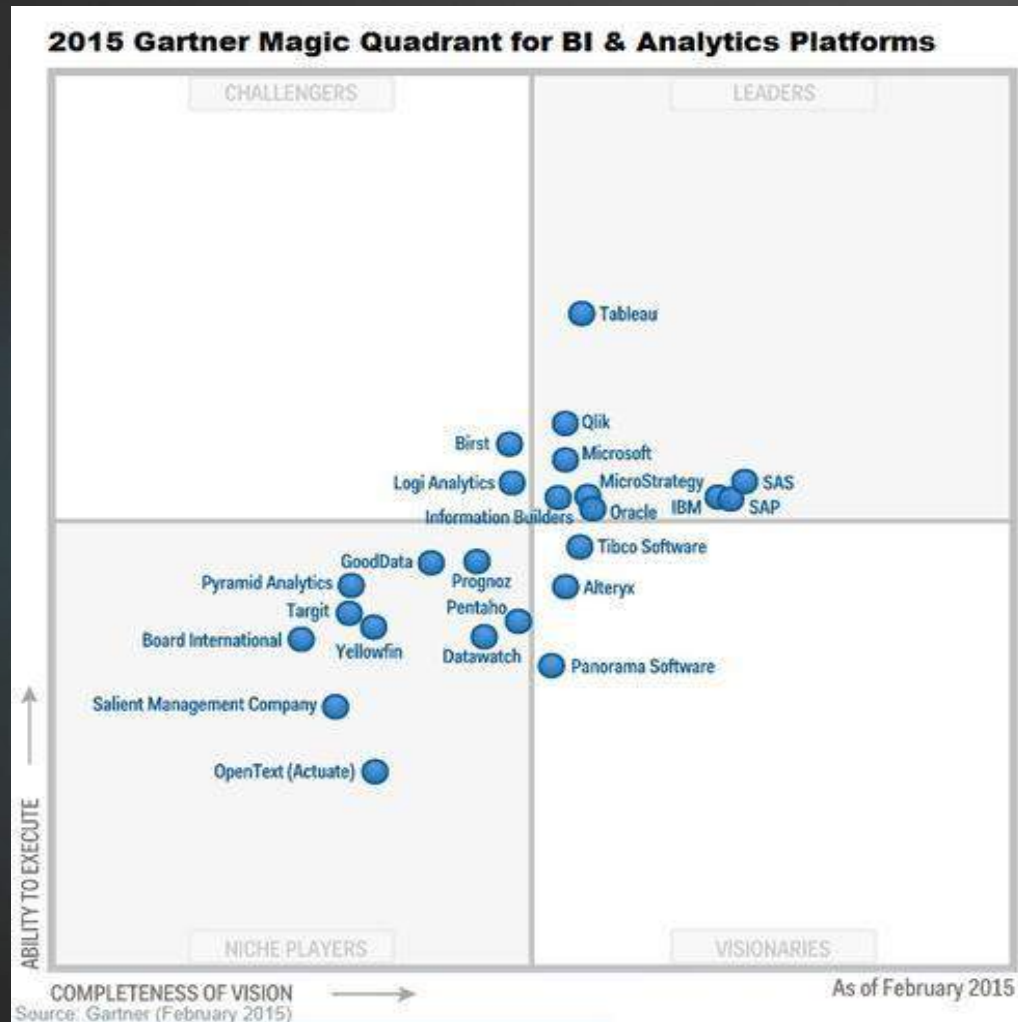 2015 Gartner Magic Quadrant for BI & Analytics Platforms
CHALLENGERS
LEADERS
Tableau
Qlik
Birst
Microsoft
Logi Analytics
MicroStrategy
SAS
Information Builders
Oracle
IBM
SAP
Tibco Software
GoodData
Prognoz
Pyramid Analytics
Alteryx
Targit
Pentaho
Board International
Yellowfin
Datawatch
Panorama Software
Salient Management Company
OpenText (Actuate)
ABILITY TO EXECUTE
NICHE PLAYERS
VISIONARIES
COMPLETENESS OF VISION
As of February 2015
Source: Gartner (February 2015)